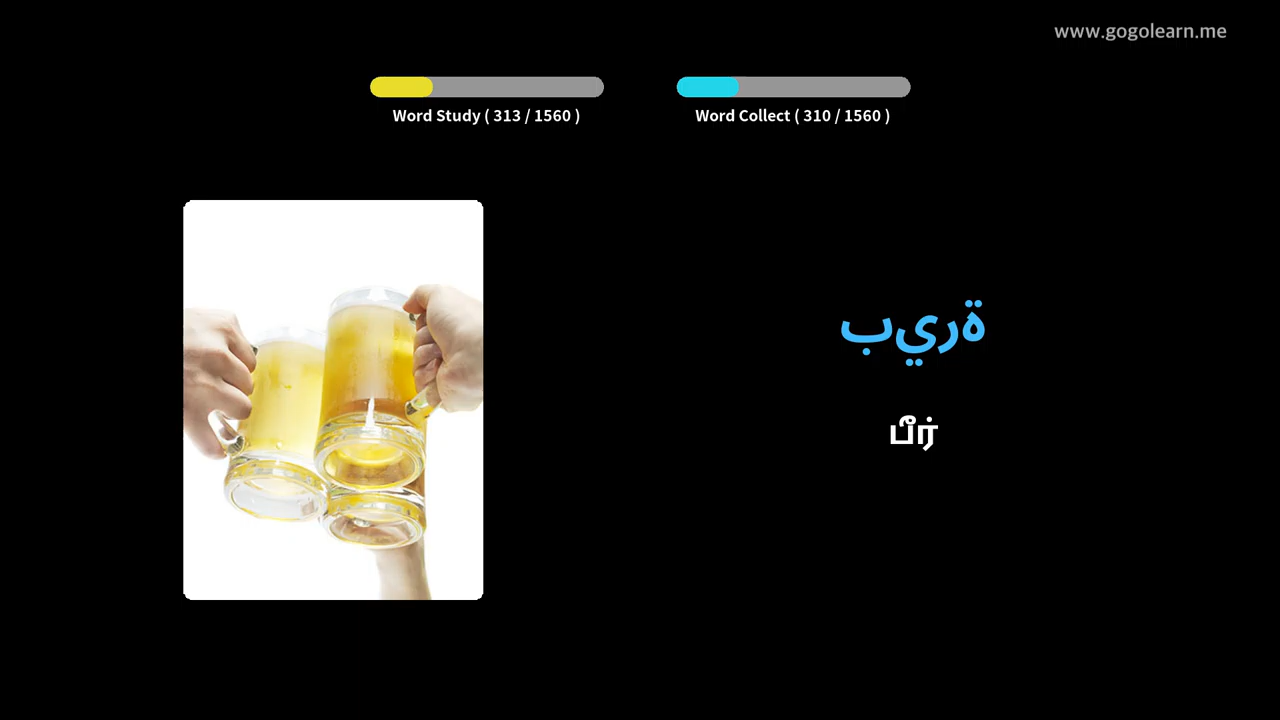 www.gogolearn.me
Word Study ( 313 / 1560 )
Word Collect ( 310 / 1560 )
بيرة
பீர்